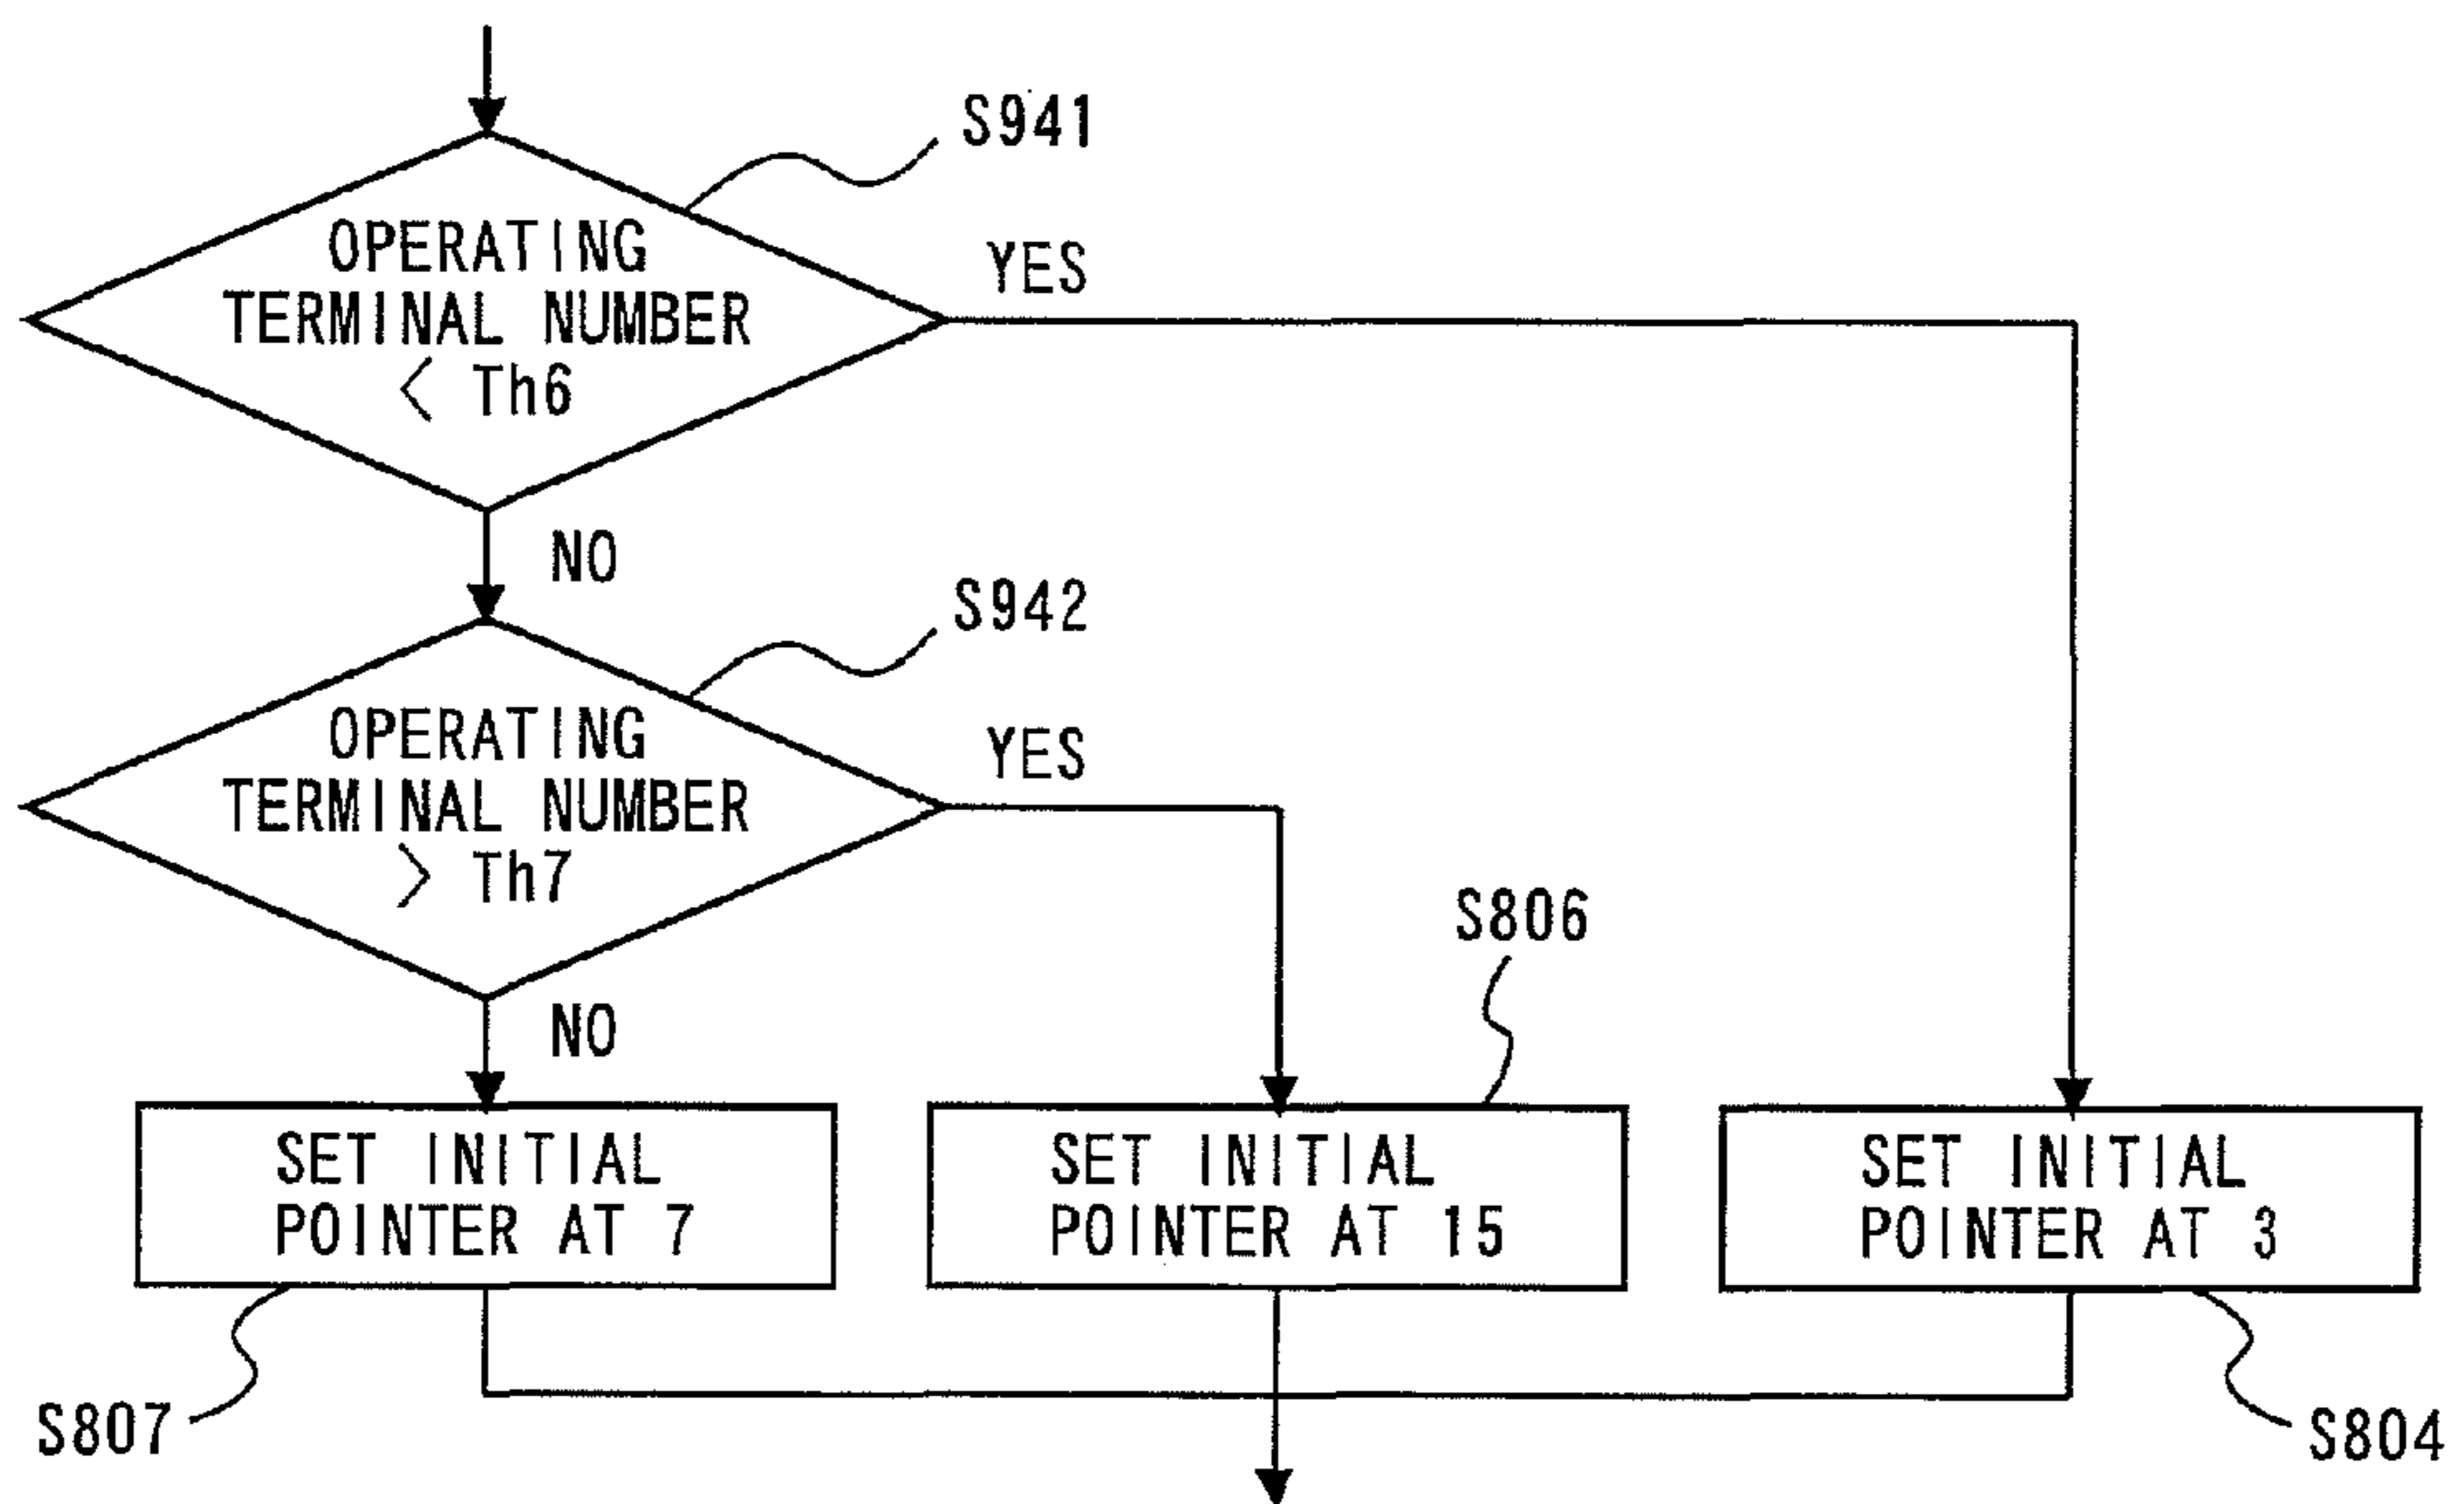 S941
OPERATING
TERMINAL NUMBER
< Th6
YES
NO
S942
OPERATING
TERMINAL NUMBER
> Th7
YES
NO
S806
SET INITIAL
POINTER AT 7
SET INITIAL
POINTER AT 15
SET INITIAL
POINTER AT 3
S807
S804